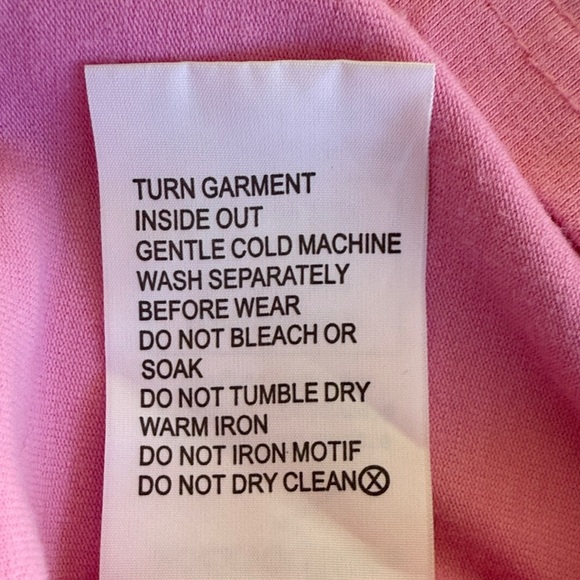 TURN GARMENT
INSIDE OUT
GENTLE COLD MACHINE
WASH SEPARATELY
BEFORE WEAR
DO NOT BLEACH OR
SOAK
DO NOT TUMBLE DRY
WARM IRON
DO NOT IRON MOTIF
DO NOT DRY CLEANⓍ